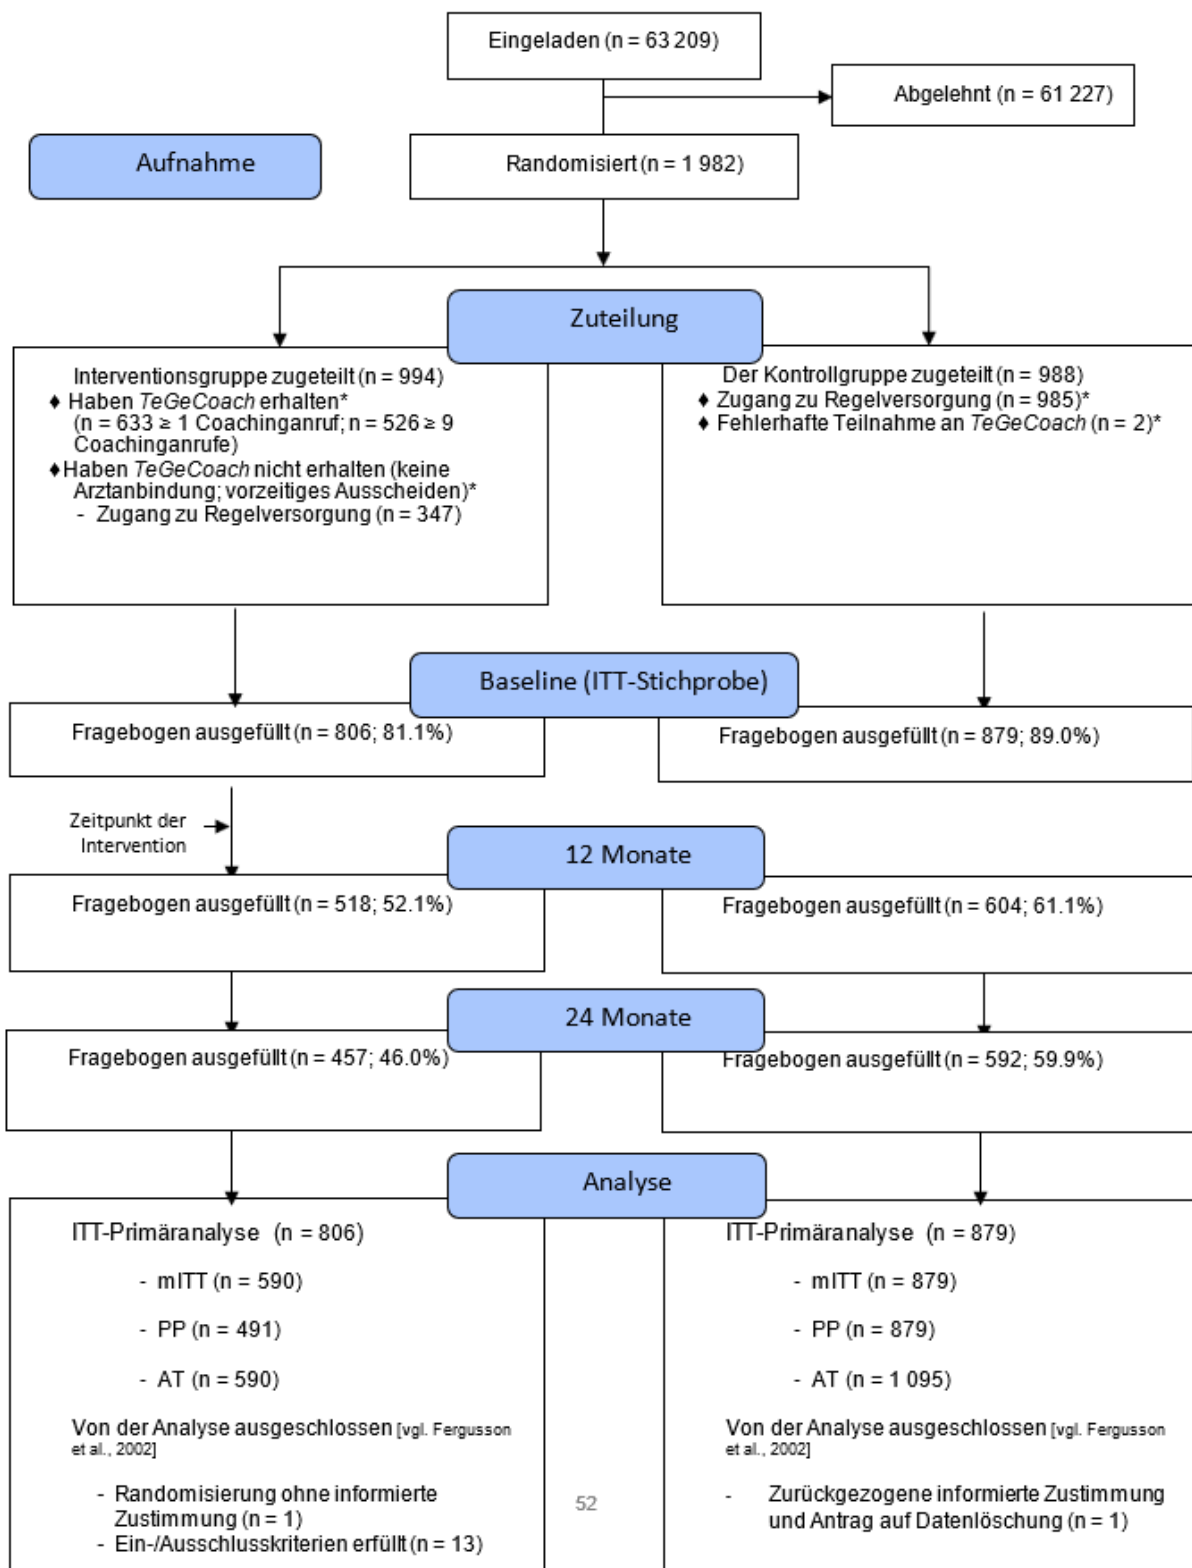 Eingeladen (n = 63 209)
Abgelehnt (n = 61 227)
Aufnahme
Randomisiert (n = 1 982)
Zuteilung
Interventionsgruppe zugeteilt (n = 994)
♦ Haben TeGeCoach erhalten*
(n = 633 ≥ 1 Coachinganruf; n = 526 ≥ 9
Coachinganrufe)
♦ Haben TeGeCoach nicht erhalten (keine
Arztanbindung; vorzeitiges Ausscheiden)*
- Zugang zu Regelversorgung (n = 347)
Der Kontrollgruppe zugeteilt (n = 988)
♦ Zugang zu Regelversorgung (n = 985)*
♦ Fehlerhafte Teilnahme an TeGeCoach (n = 2)*
Baseline (ITT-Stichprobe)
Fragebogen ausgefüllt (n = 806; 81.1%)
Fragebogen ausgefüllt (n = 879; 89.0%)
Zeitpunkt der
Intervention
12 Monate
Fragebogen ausgefüllt (n = 518; 52.1%)
Fragebogen ausgefüllt (n = 604; 61.1%)
24 Monate
Fragebogen ausgefüllt (n = 457; 46.0%)
Fragebogen ausgefüllt (n = 592; 59.9%)
Analyse
ITT-Primäranalyse (n = 806)
- mITT (n = 590)
- PP (n = 491)
- AT (n = 590)
Von der Analyse ausgeschlossen [vgl. Fergusson
et al., 2002]
- Randomisierung ohne informierte
Zustimmung (n = 1)
- Ein-/Ausschlusskriterien erfüllt (n = 13)
52
ITT-Primäranalyse (n = 879)
- mITT (n = 879)
- PP (n = 879)
- AT (n = 1 095)
Von der Analyse ausgeschlossen [vgl. Fergusson
et al., 2002]
- Zurückgezogene informierte Zustimmung
und Antrag auf Datenlöschung (n = 1)